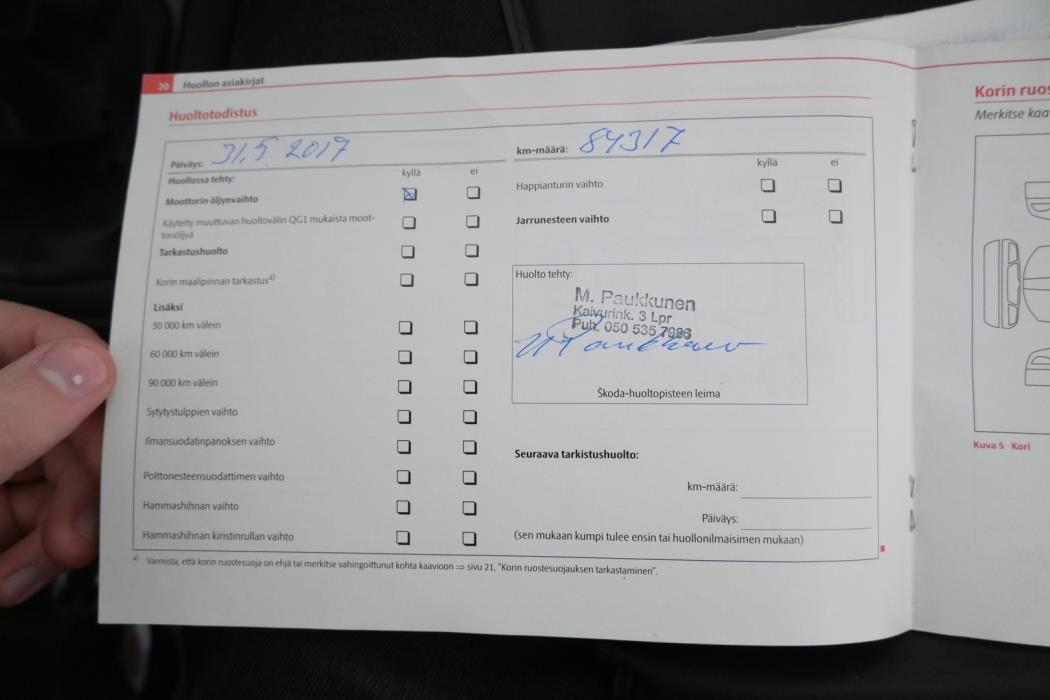 20 Huollon asiakirjat
Huoltotodistus
Päiväys: 31.5. 2017
Huollossa tehty:
kyllä ei
Moottorin öljynvaihto
Käytetty muuttuvan huoltovälin QG1 mukaista moot-
toriöljyä
Tarkastushuolto
Korin maalipinnan tarkastus a)
Lisäksi
30 000 km välein
60 000 km välein
90 000 km välein
Sytytystulppien vaihto
Ilmansuodatinpanoksen vaihto
Polttonesteensuodattimen vaihto
Hammashihnan vaihto
Hammashihnan kiristinrullan vaihto
km-määrä: 84317
kyllä ei
Happianturin vaihto
Jarrunesteen vaihto
Huolto tehty:
M. Paukkunen
Kaivurink. 3 Lpr
Puh. 050 535 7986
M Paukkunen
Škoda-huoltopisteen leima
Seuraava tarkistushuolto:
km-määrä:
Päiväys:
(sen mukaan kumpi tulee ensin tai huollonilmaisimen mukaan)
a) Varmista, että korin ruostesuoja on ehjä tai merkitse vahingoittunut kohta kaavioon ⇒ sivu 21, "Korin ruostesuojauksen tarkastaminen".
Korin ruos
Merkitse kaa
Kuva 5 Kori